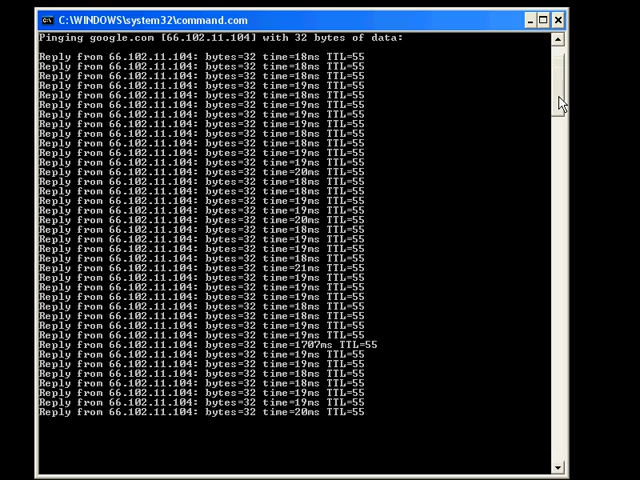 C:\WINDOWS\system32\command.com
Pinging google.com [66.102.11.104] with 32 bytes of data:
Reply from 66.102.11.104: bytes=32 time=18ms TTL=55
Reply from 66.102.11.104: bytes=32 time=18ms TTL=55
Reply from 66.102.11.104: bytes=32 time=18ms TTL=55
Reply from 66.102.11.104: bytes=32 time=19ms TTL=55
Reply from 66.102.11.104: bytes=32 time=18ms TTL=55
Reply from 66.102.11.104: bytes=32 time=19ms TTL=55
Reply from 66.102.11.104: bytes=32 time=19ms TTL=55
Reply from 66.102.11.104: bytes=32 time=19ms TTL=55
Reply from 66.102.11.104: bytes=32 time=18ms TTL=55
Reply from 66.102.11.104: bytes=32 time=18ms TTL=55
Reply from 66.102.11.104: bytes=32 time=19ms TTL=55
Reply from 66.102.11.104: bytes=32 time=19ms TTL=55
Reply from 66.102.11.104: bytes=32 time=20ms TTL=55
Reply from 66.102.11.104: bytes=32 time=18ms TTL=55
Reply from 66.102.11.104: bytes=32 time=18ms TTL=55
Reply from 66.102.11.104: bytes=32 time=19ms TTL=55
Reply from 66.102.11.104: bytes=32 time=19ms TTL=55
Reply from 66.102.11.104: bytes=32 time=20ms TTL=55
Reply from 66.102.11.104: bytes=32 time=18ms TTL=55
Reply from 66.102.11.104: bytes=32 time=19ms TTL=55
Reply from 66.102.11.104: bytes=32 time=19ms TTL=55
Reply from 66.102.11.104: bytes=32 time=18ms TTL=55
Reply from 66.102.11.104: bytes=32 time=21ms TTL=55
Reply from 66.102.11.104: bytes=32 time=19ms TTL=55
Reply from 66.102.11.104: bytes=32 time=19ms TTL=55
Reply from 66.102.11.104: bytes=32 time=19ms TTL=55
Reply from 66.102.11.104: bytes=32 time=18ms TTL=55
Reply from 66.102.11.104: bytes=32 time=18ms TTL=55
Reply from 66.102.11.104: bytes=32 time=19ms TTL=55
Reply from 66.102.11.104: bytes=32 time=19ms TTL=55
Reply from 66.102.11.104: bytes=32 time=1707ms TTL=55
Reply from 66.102.11.104: bytes=32 time=19ms TTL=55
Reply from 66.102.11.104: bytes=32 time=19ms TTL=55
Reply from 66.102.11.104: bytes=32 time=18ms TTL=55
Reply from 66.102.11.104: bytes=32 time=18ms TTL=55
Reply from 66.102.11.104: bytes=32 time=19ms TTL=55
Reply from 66.102.11.104: bytes=32 time=19ms TTL=55
Reply from 66.102.11.104: bytes=32 time=20ms TTL=55